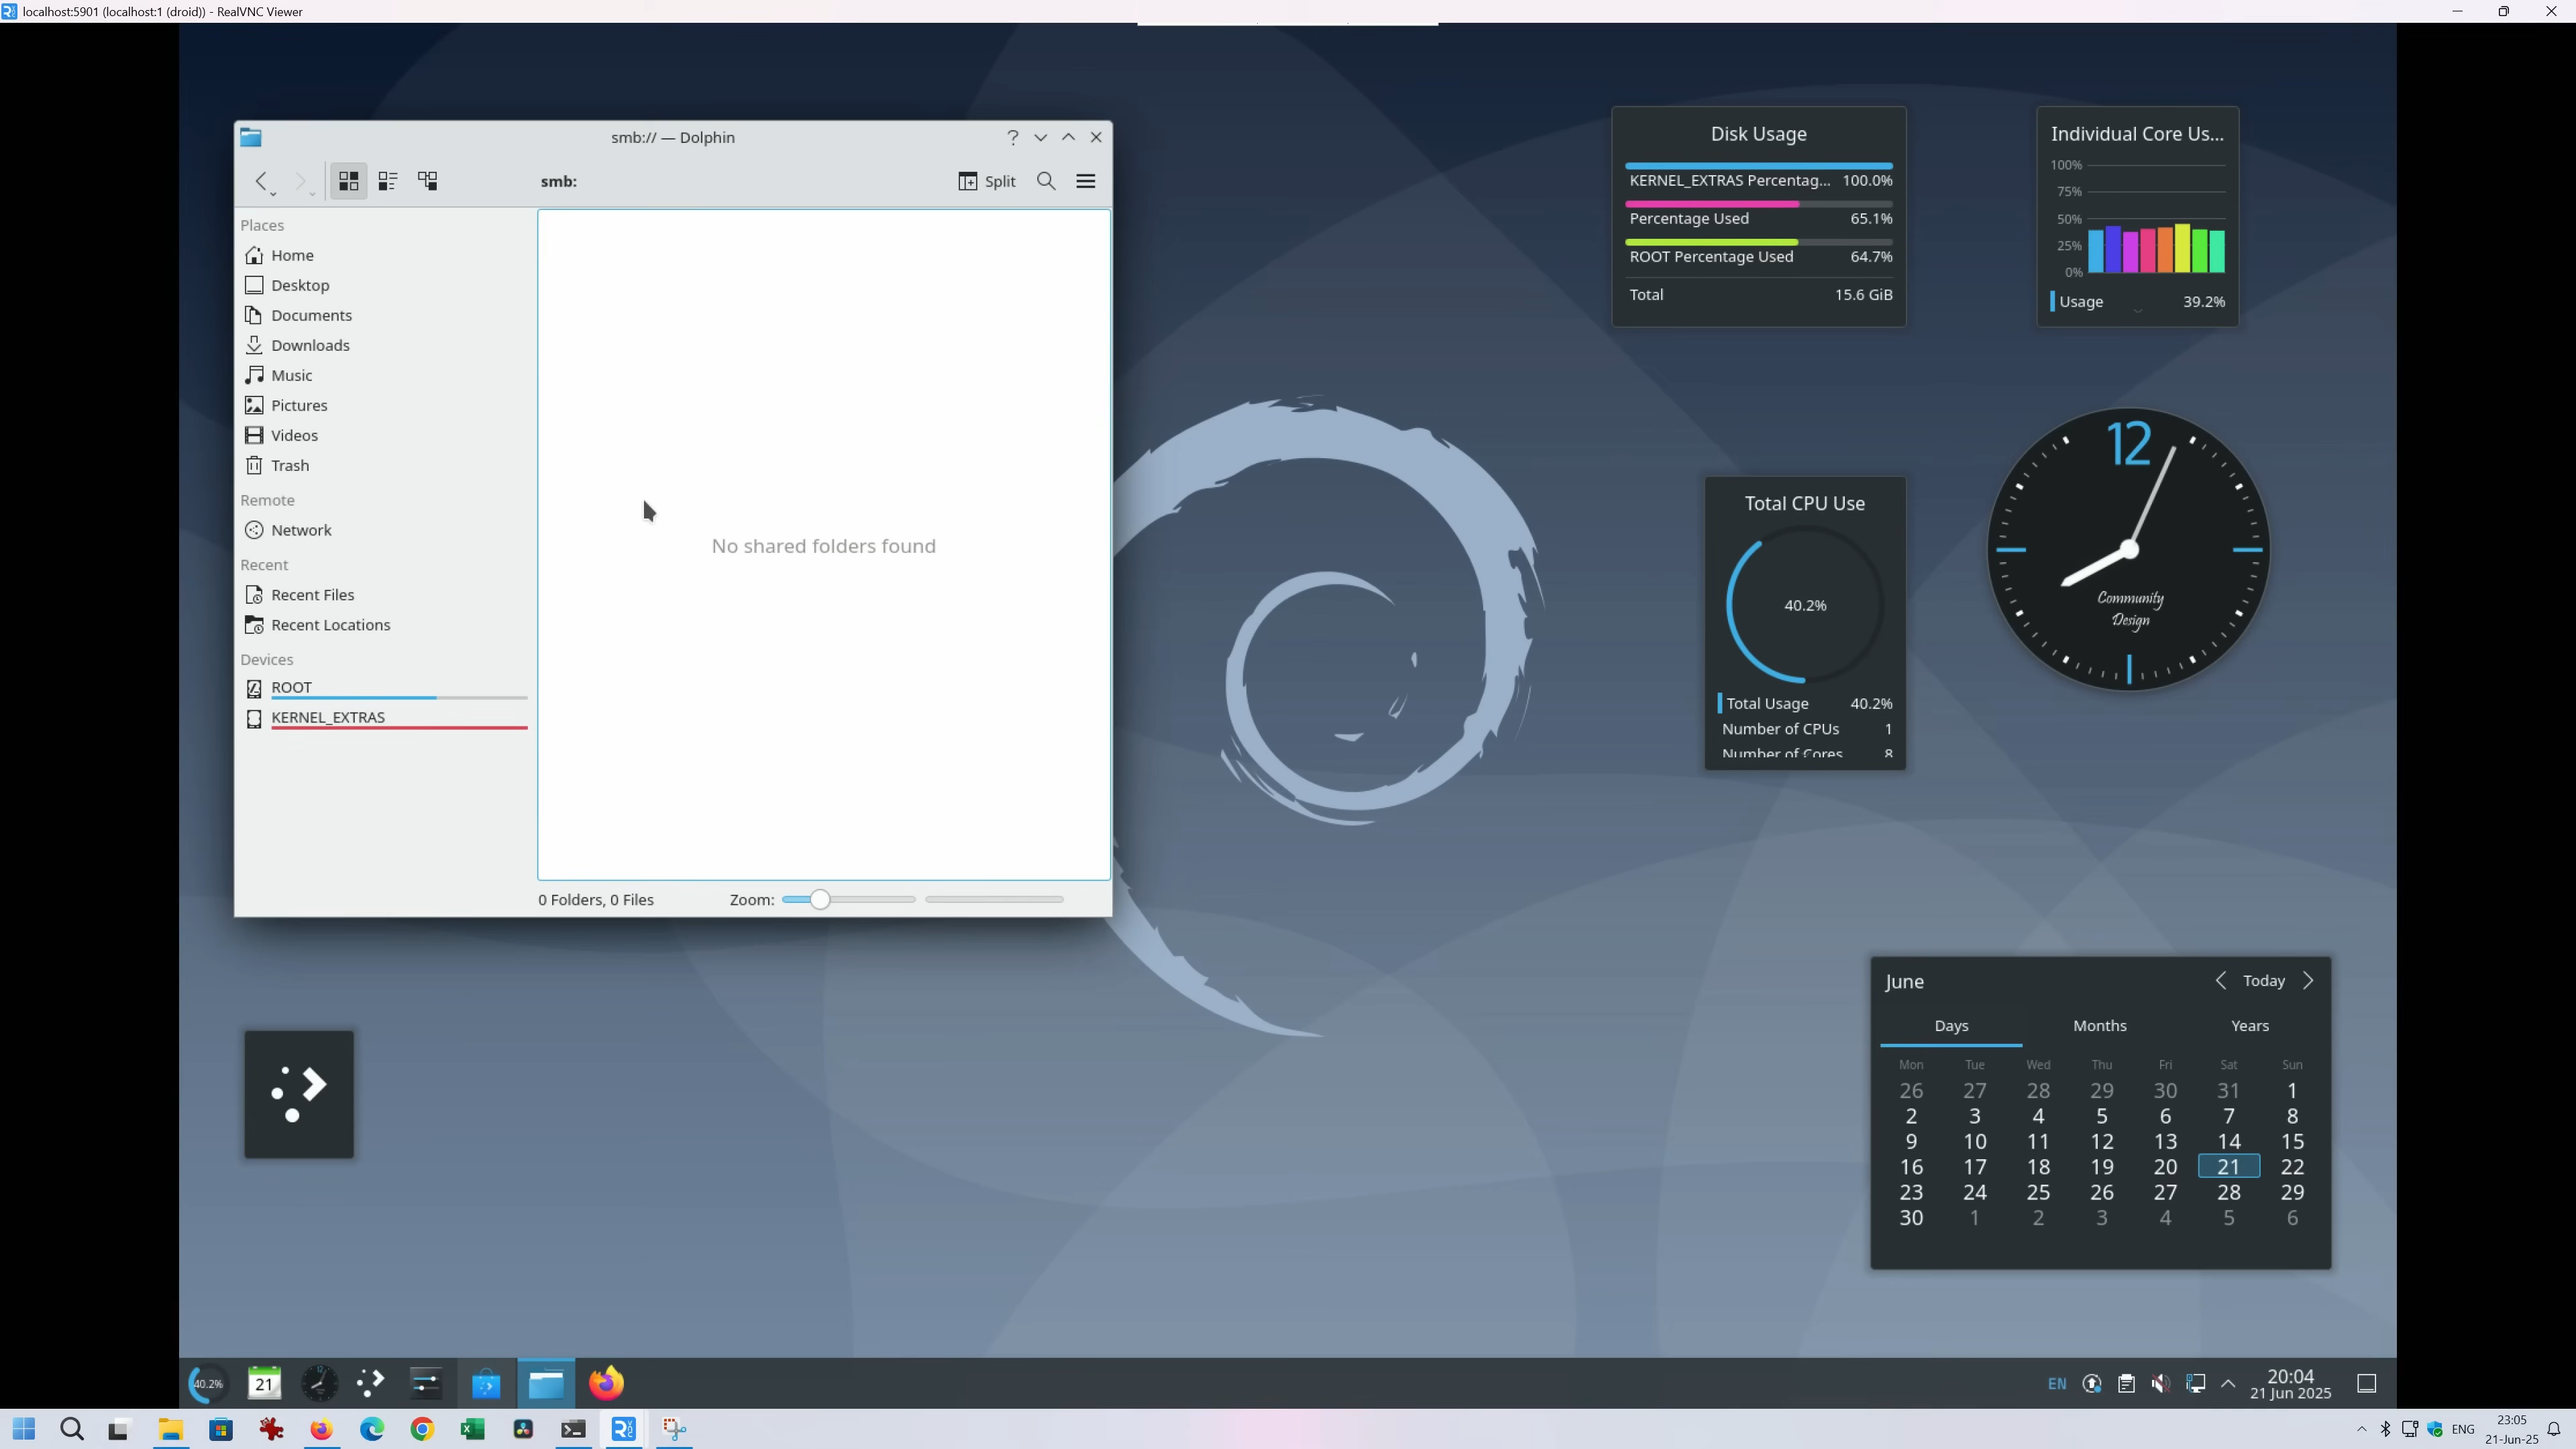 localhost:5901 (localhost:1 (droid)) - RealVNC Viewer
smb:// — Dolphin
smb:
Split
Places
Home
Desktop
Documents
Downloads
Music
Pictures
Videos
Trash
Remote
Network
Recent
Recent Files
Recent Locations
Devices
ROOT
KERNEL_EXTRAS
No shared folders found
0 Folders, 0 Files
Zoom:
Disk Usage
KERNEL_EXTRAS Percentag... 100.0%
Percentage Used 65.1%
ROOT Percentage Used 64.7%
Total 15.6 GiB
Individual Core Us...
100%
75%
50%
25%
0%
Usage 39.2%
Total CPU Use
40.2%
Total Usage 40.2%
Number of CPUs 1
Number of Cores 8
12
Community
Design
June
Today
Days Months Years
Mon Tue Wed Thu Fri Sat Sun
26 27 28 29 30 31 1
2 3 4 5 6 7 8
9 10 11 12 13 14 15
16 17 18 19 20 21 22
23 24 25 26 27 28 29
30 1 2 3 4 5 6
40.2%
21
EN
20:04
21 Jun 2025
ENG
23:05
21-Jun-25